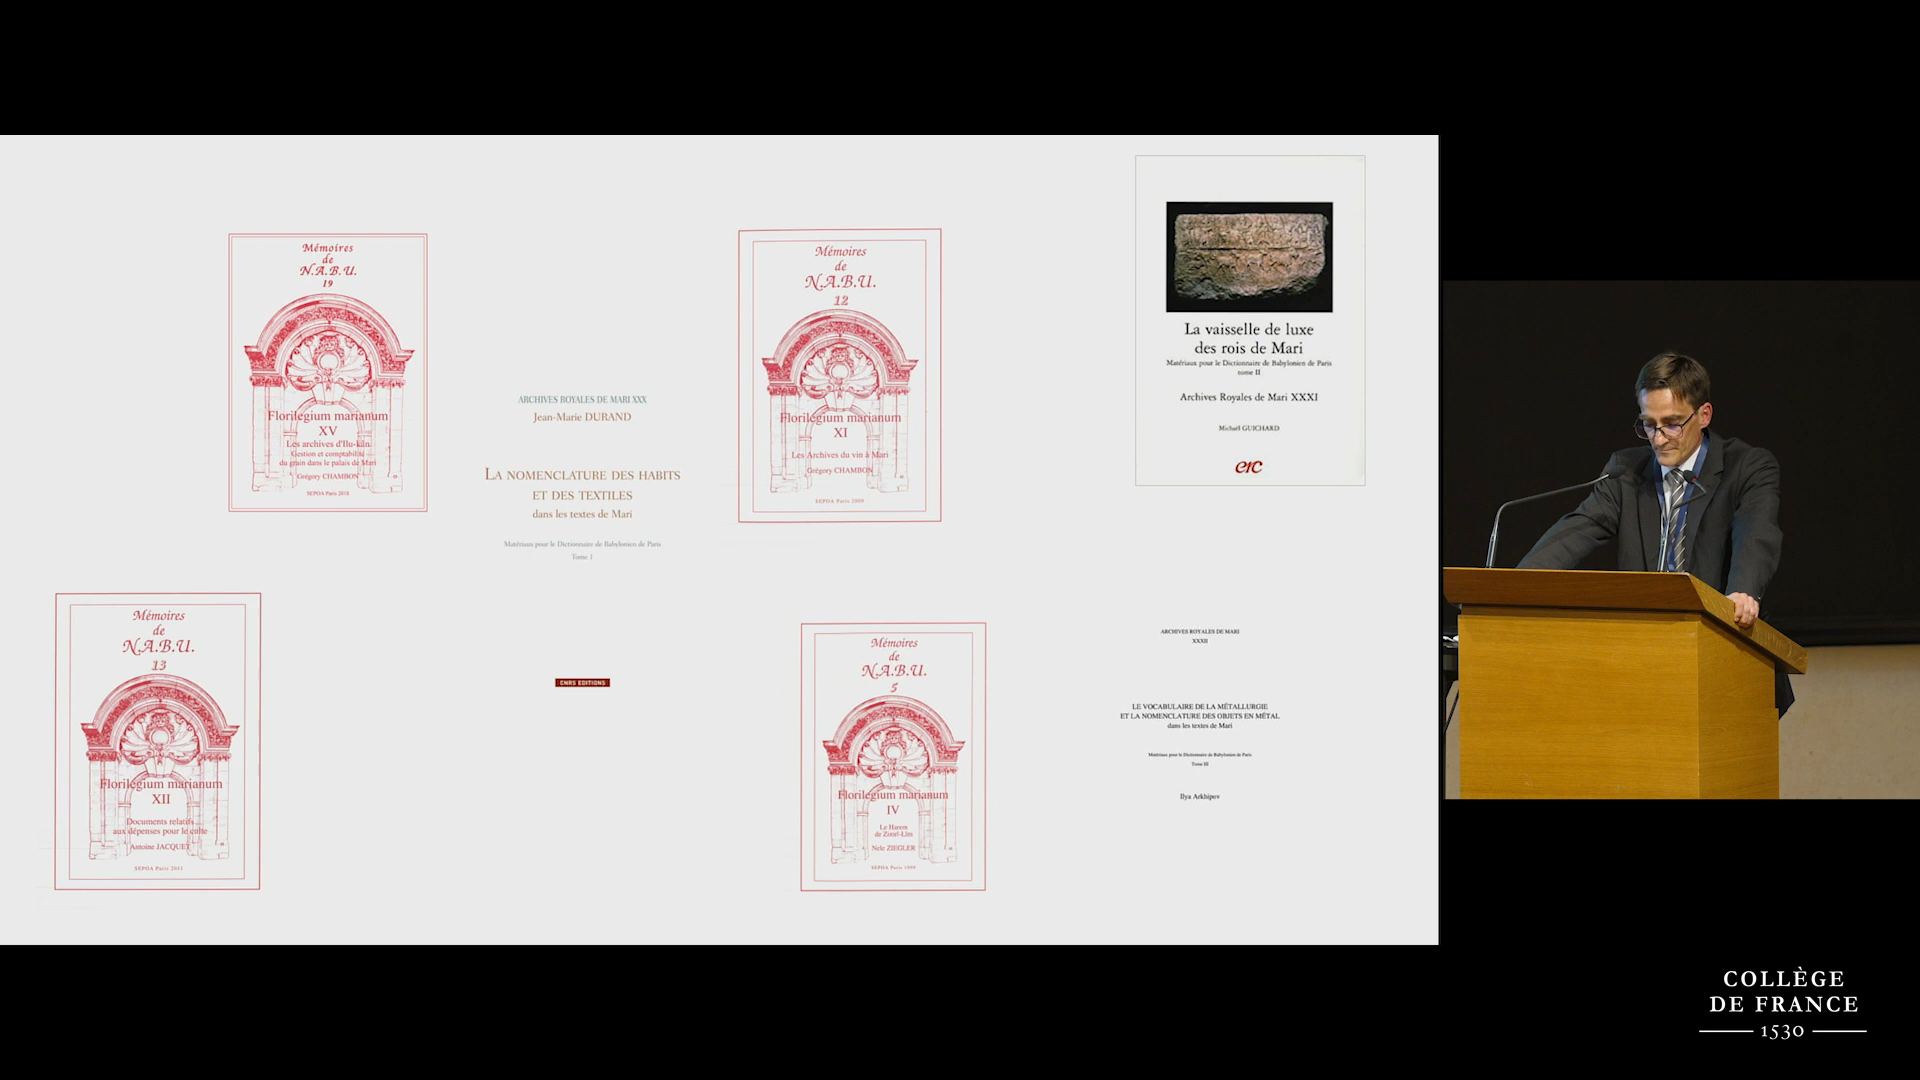 Mémoires
de
N.A.B.U.
19
Florilegium marianum
XV
Les archives d'Ilu-kân
Gestion et comptabilité
du grain dans le palais de Mari
Grégory CHAMBON
SEPOA Paris 2018
ARCHIVES ROYALES DE MARI XXX
Jean-Marie DURAND
LA NOMENCLATURE DES HABITS
ET DES TEXTILES
dans les textes de Mari
Matériaux pour le Dictionnaire de Babylonien de Paris
Tome 1
CNRS EDITIONS
Mémoires
de
N.A.B.U.
12
Florilegium marianum
XI
Les Archives du vin à Mari
Grégory CHAMBON
SEPOA Paris 2009
La vaisselle de luxe
des rois de Mari
Matériaux pour le Dictionnaire de Babylonien de Paris
tome II
Archives Royales de Mari XXXI
Michaël GUICHARD
erc
Mémoires
de
N.A.B.U.
13
Florilegium marianum
XII
Documents relatifs
aux dépenses pour le culte
Antoine JACQUET
SEPOA Paris 2011
Mémoires
de
N.A.B.U.
5
Florilegium marianum
IV
Le Harem
de Zimrî-Lîm
Nele ZIEGLER
SEPOA Paris 1999
ARCHIVES ROYALES DE MARI
XXXII
LE VOCABULAIRE DE LA MÉTALLURGIE
ET LA NOMENCLATURE DES OBJETS EN MÉTAL
dans les textes de Mari
Matériaux pour le Dictionnaire de Babylonien de Paris
Tome III
Ilya Arkhipov
COLLÈGE
DE FRANCE
1530